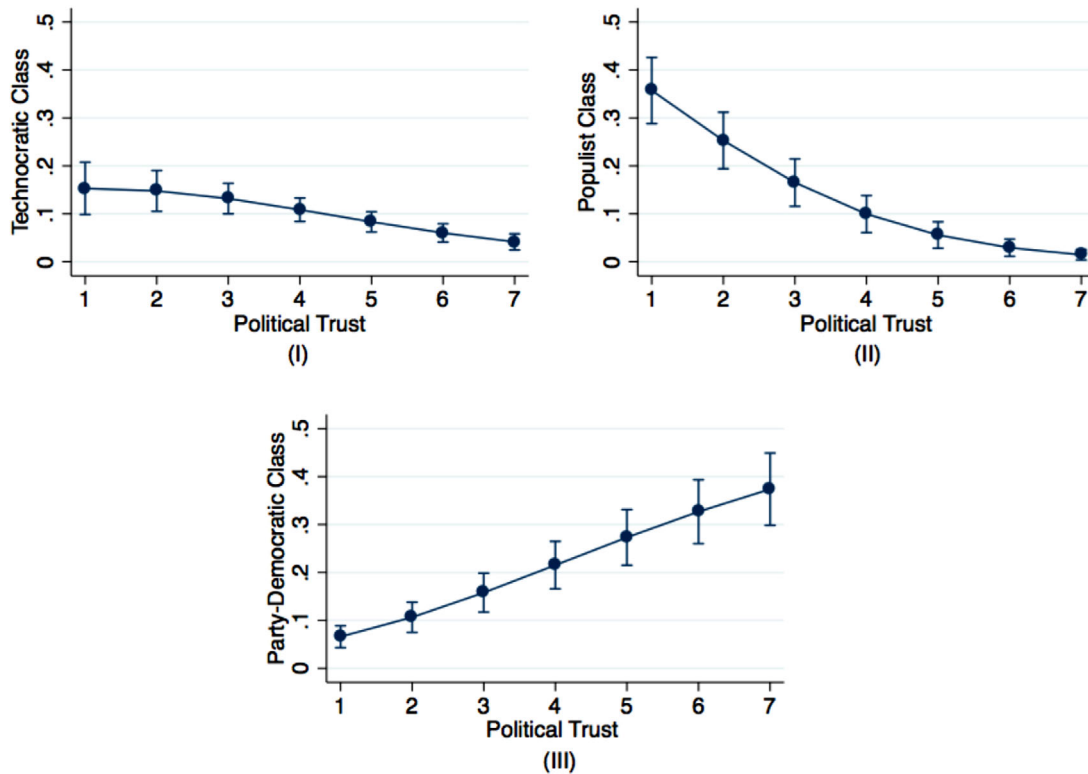 Technocratic Class
.5
.4
.3
.2
.1
0
1 2 3 4 5 6 7
Political Trust
(I)
Populist Class
.5
.4
.3
.2
.1
0
1 2 3 4 5 6 7
Political Trust
(II)
Party-Democratic Class
.5
.4
.3
.2
.1
0
1 2 3 4 5 6 7
Political Trust
(III)